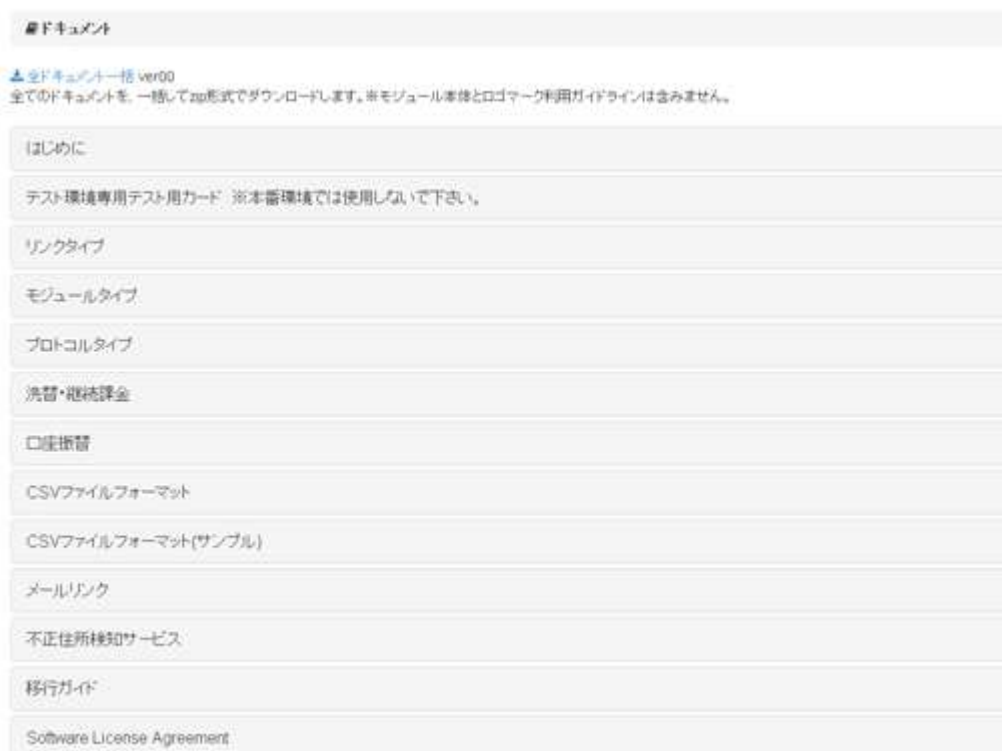 ドキュメント
全ドキュメント一括 ver00
全てのドキュメントを、一括してzip形式でダウンロードします。※モジュール本体とロゴマーク利用ガイドラインは含みません。
はじめに
テスト環境専用テスト用カード ※本番環境では使用しないで下さい。
リンクタイプ
モジュールタイプ
プロトコルタイプ
洗替・継続課金
口座振替
CSVファイルフォーマット
CSVファイルフォーマット(サンプル)
メールリンク
不正住所検知サービス
移行ガイド
Software License Agreement